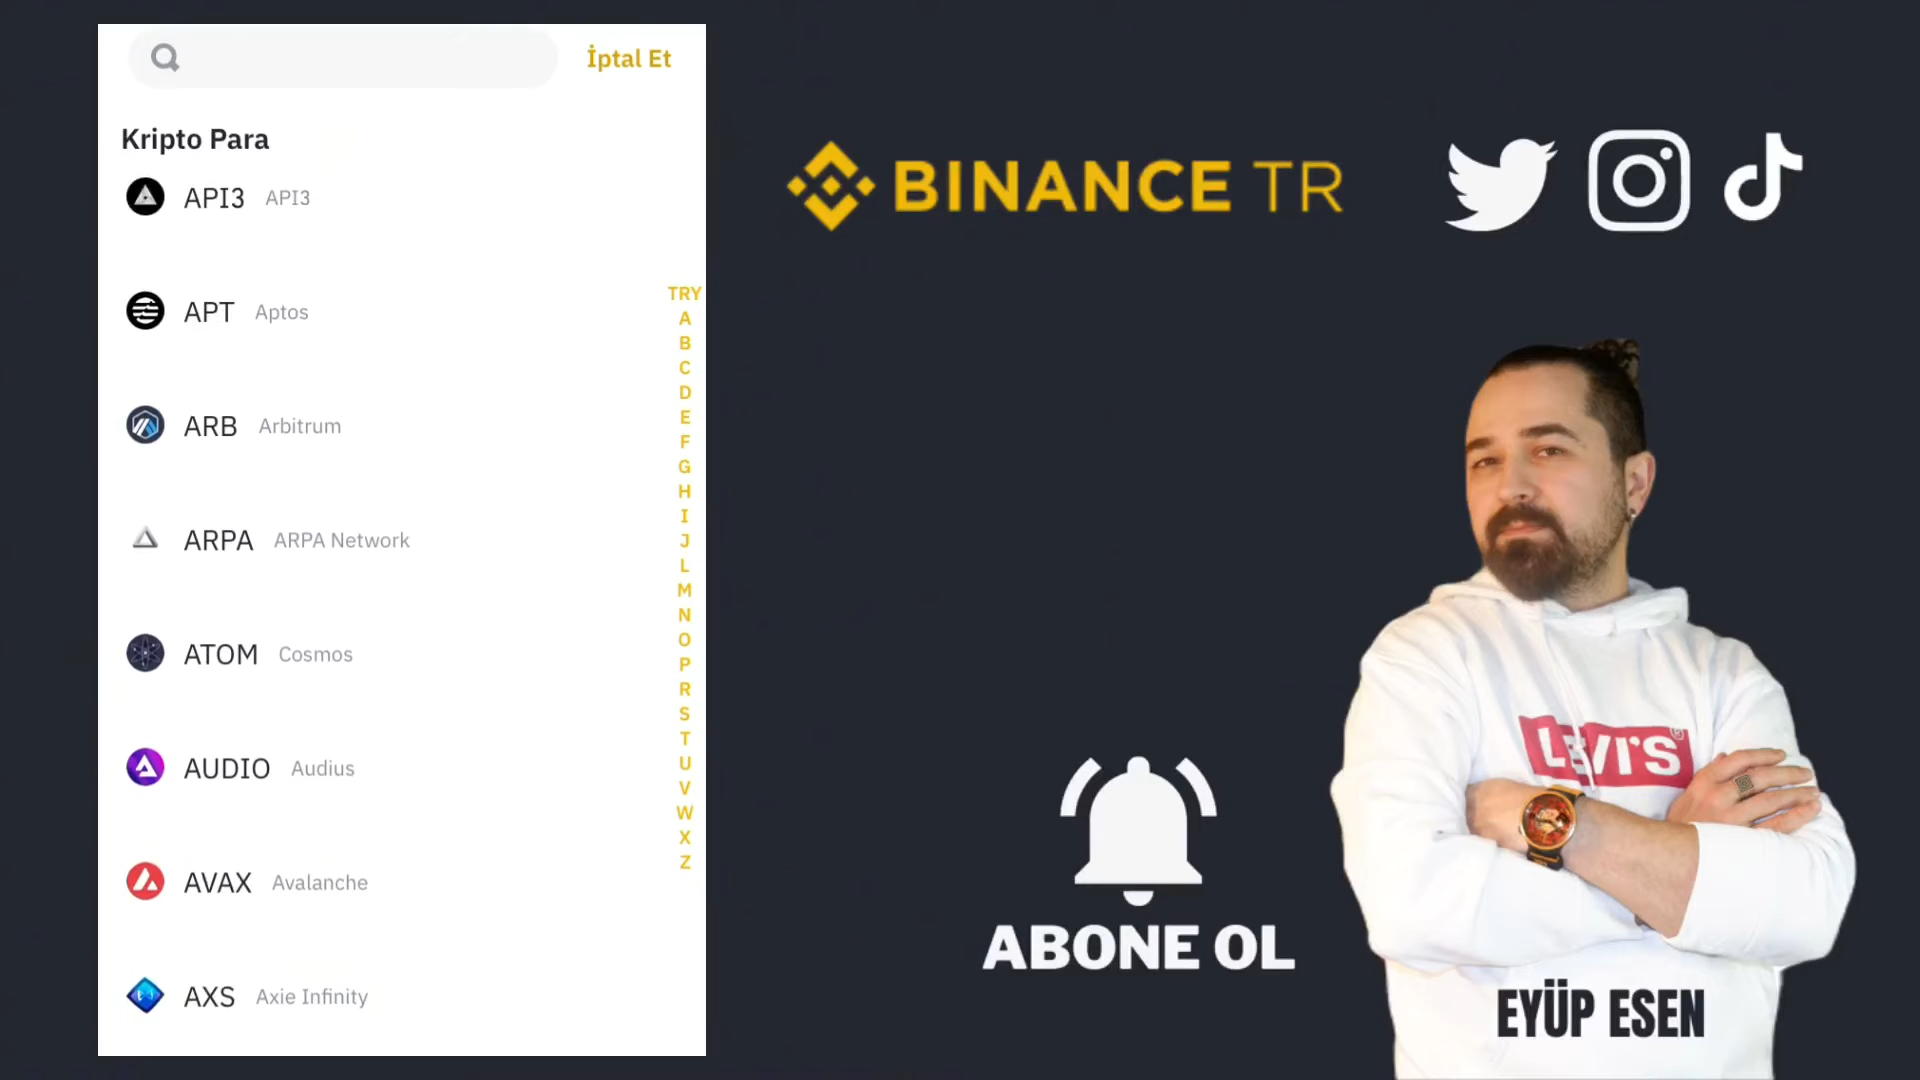 İptal Et
Kripto Para
API3 API3
APT Aptos
ARB Arbitrum
ARPA ARPA Network
ATOM Cosmos
AUDIO Audius
AVAX Avalanche
AXS Axie Infinity
TRY
A
B
C
D
E
F
G
H
I
J
L
M
N
O
P
R
S
T
U
V
W
X
Z
BINANCE TR
LEVI'S®
ABONE OL
EYÜP ESEN